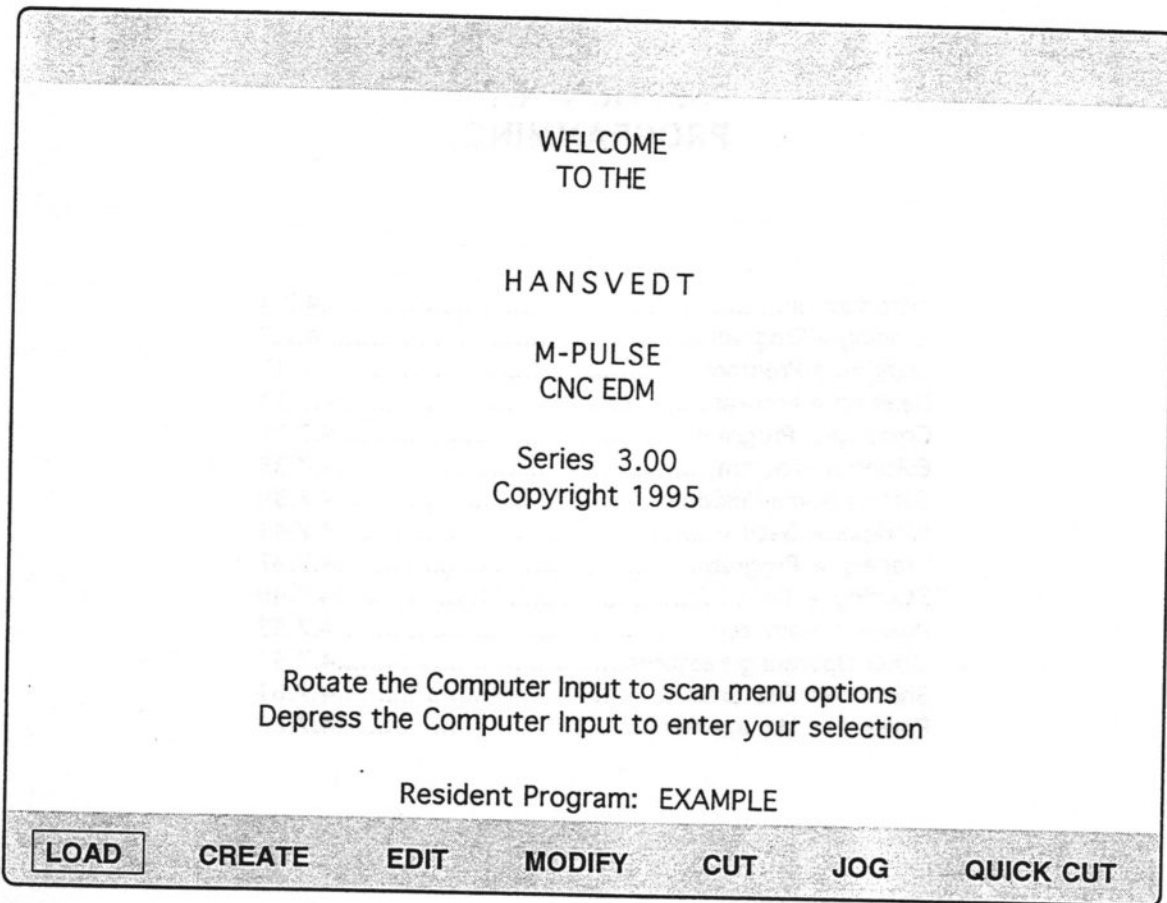 WELCOME
TO THE
HANSVEDT
M-PULSE
CNC EDM
Series 3.00
Copyright 1995
Rotate the Computer Input to scan menu options
Depress the Computer Input to enter your selection
Resident Program: EXAMPLE
LOAD CREATE EDIT MODIFY CUT JOG QUICK CUT